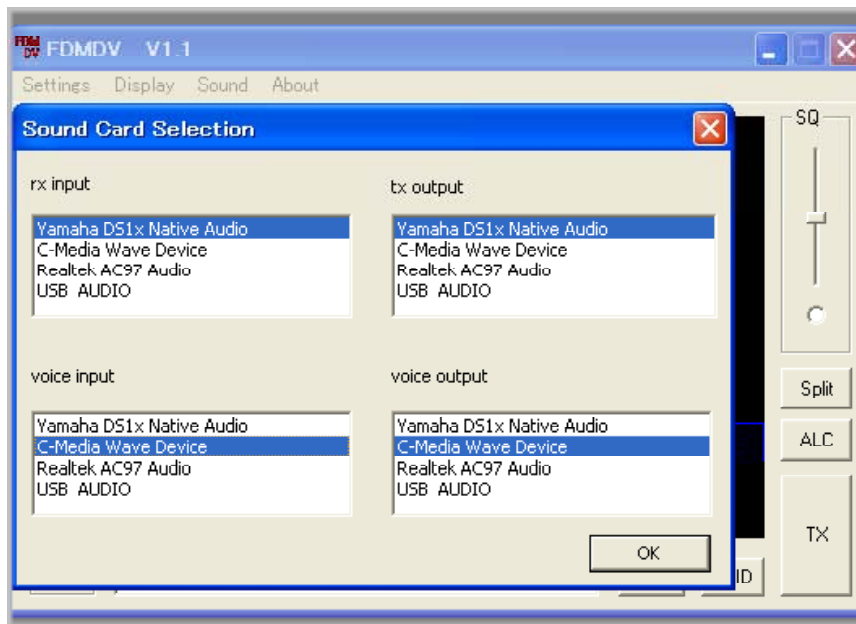 FDM
DV
FDMDV V1.1
Settings Display Sound About
Sound Card Selection
SQ
rx input
tx output
Yamaha DS1x Native Audio
C-Media Wave Device
Realtek AC97 Audio
USB AUDIO
Yamaha DS1x Native Audio
C-Media Wave Device
Realtek AC97 Audio
USB AUDIO
voice input
voice output
Yamaha DS1x Native Audio
C-Media Wave Device
Realtek AC97 Audio
USB AUDIO
Yamaha DS1x Native Audio
C-Media Wave Device
Realtek AC97 Audio
USB AUDIO
OK
Split
ALC
TX
ID